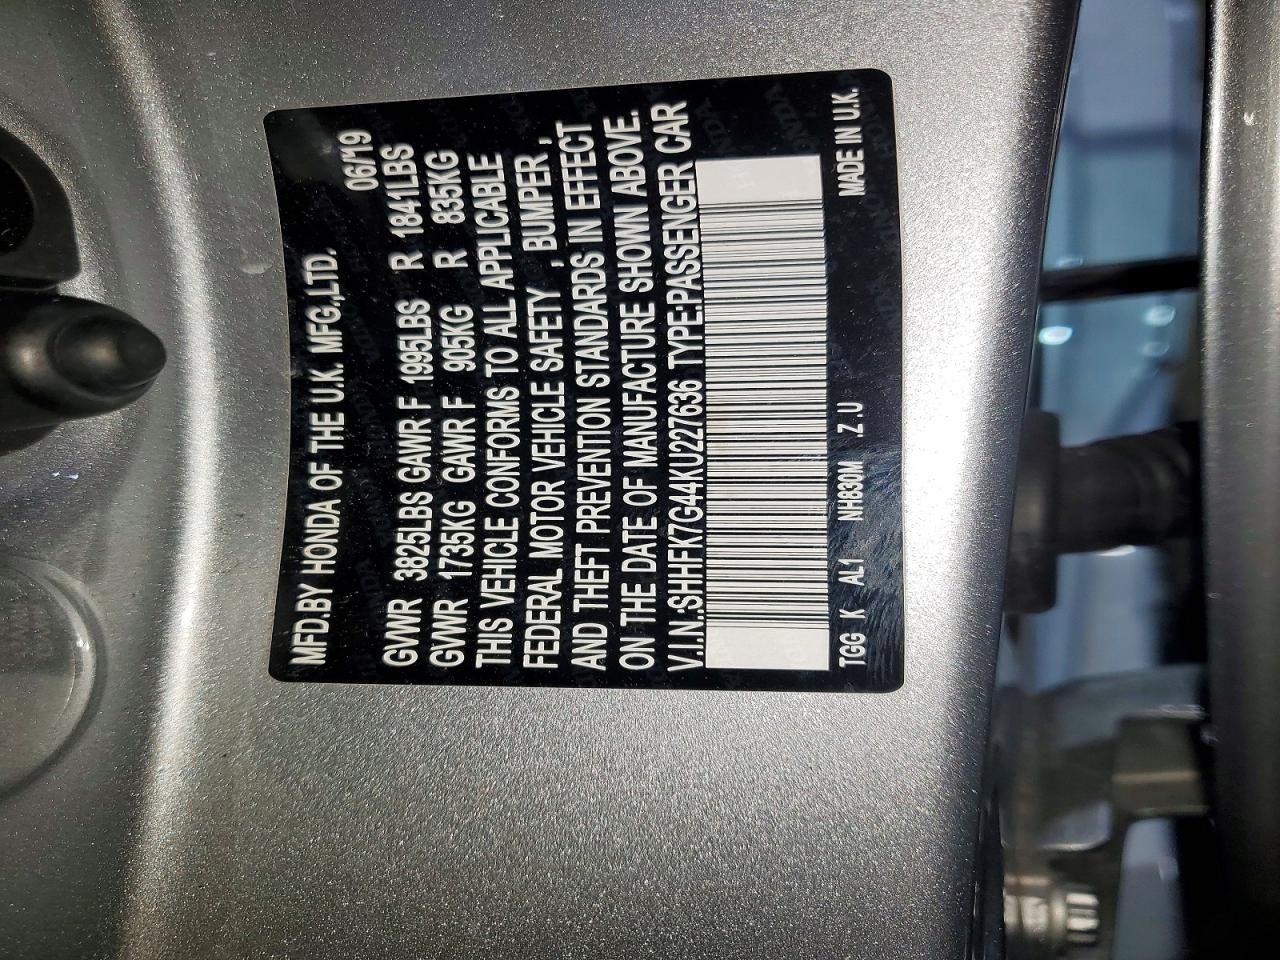 MFD.BY HONDA OF THE U.K. MFG.,LTD.
06/'19
GVWR 3825LBS GAWR F 1995LBS R 1841LBS
GVWR 1735KG GAWR F 905KG R 835KG
THIS VEHICLE CONFORMS TO ALL APPLICABLE
FEDERAL MOTOR VEHICLE SAFETY , BUMPER ,
AND THEFT PREVENTION STANDARDS IN EFFECT
ON THE DATE OF MANUFACTURE SHOWN ABOVE.
V.I.N.:SHHFK7G44KU227636 TYPE:PASSENGER CAR
TGG K AL1 NH830M .Z .U MADE IN U.K.